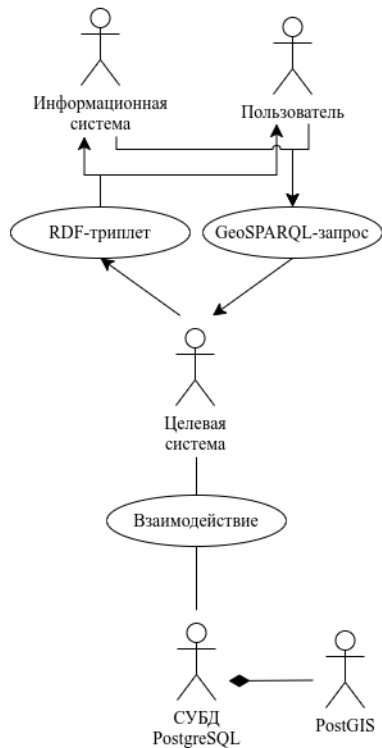 Информационная
система
Пользователь
RDF-триплет
GeoSPARQL-запрос
Целевая
система
Взаимодействие
СУБД
PostgreSQL
PostGIS